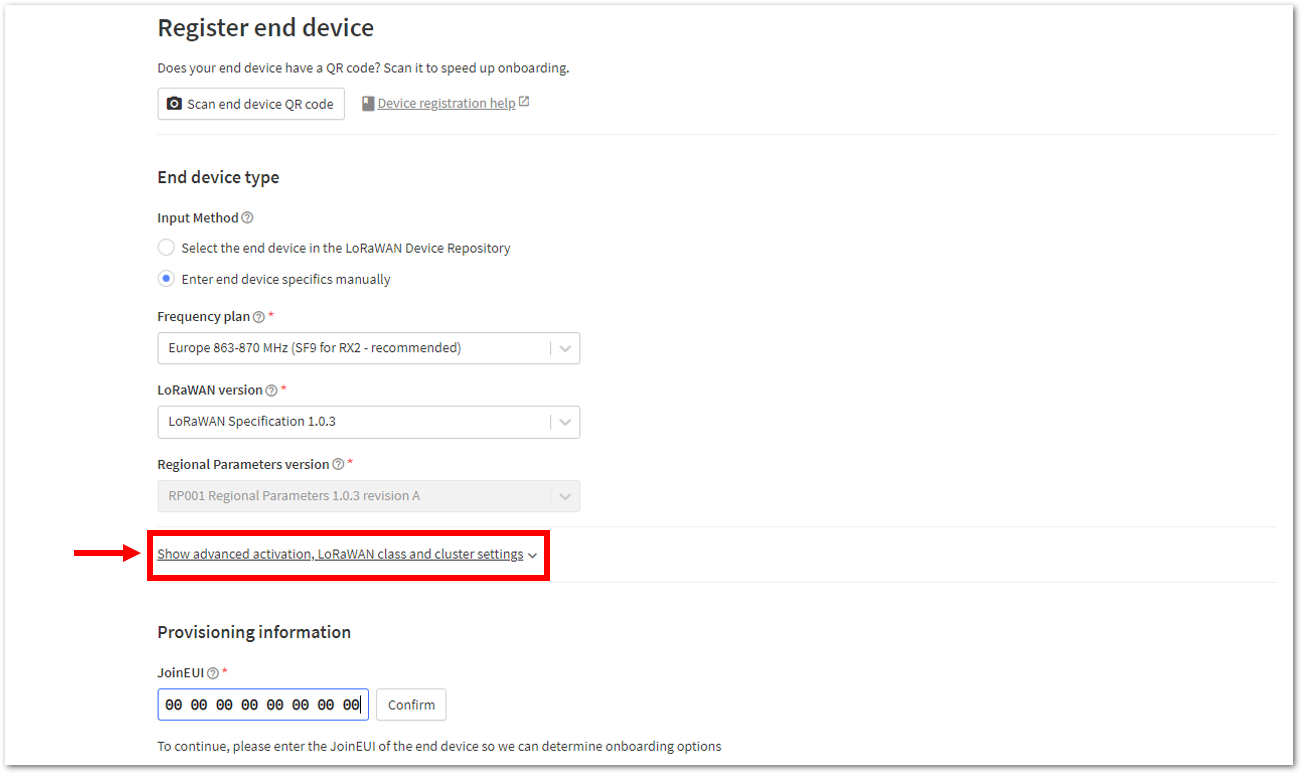 Register end device
Does your end device have a QR code? Scan it to speed up onboarding.
Scan end device QR code Device registration help
End device type
Input Method
Select the end device in the LoRaWAN Device Repository
Enter end device specifics manually
Frequency plan *
Europe 863-870 MHz (SF9 for RX2 - recommended)
LoRaWAN version *
LoRaWAN Specification 1.0.3
Regional Parameters version *
RP001 Regional Parameters 1.0.3 revision A
Show advanced activation, LoRaWAN class and cluster settings
Provisioning information
JoinEUI *
00 00 00 00 00 00 00 00 Confirm
To continue, please enter the JoinEUI of the end device so we can determine onboarding options